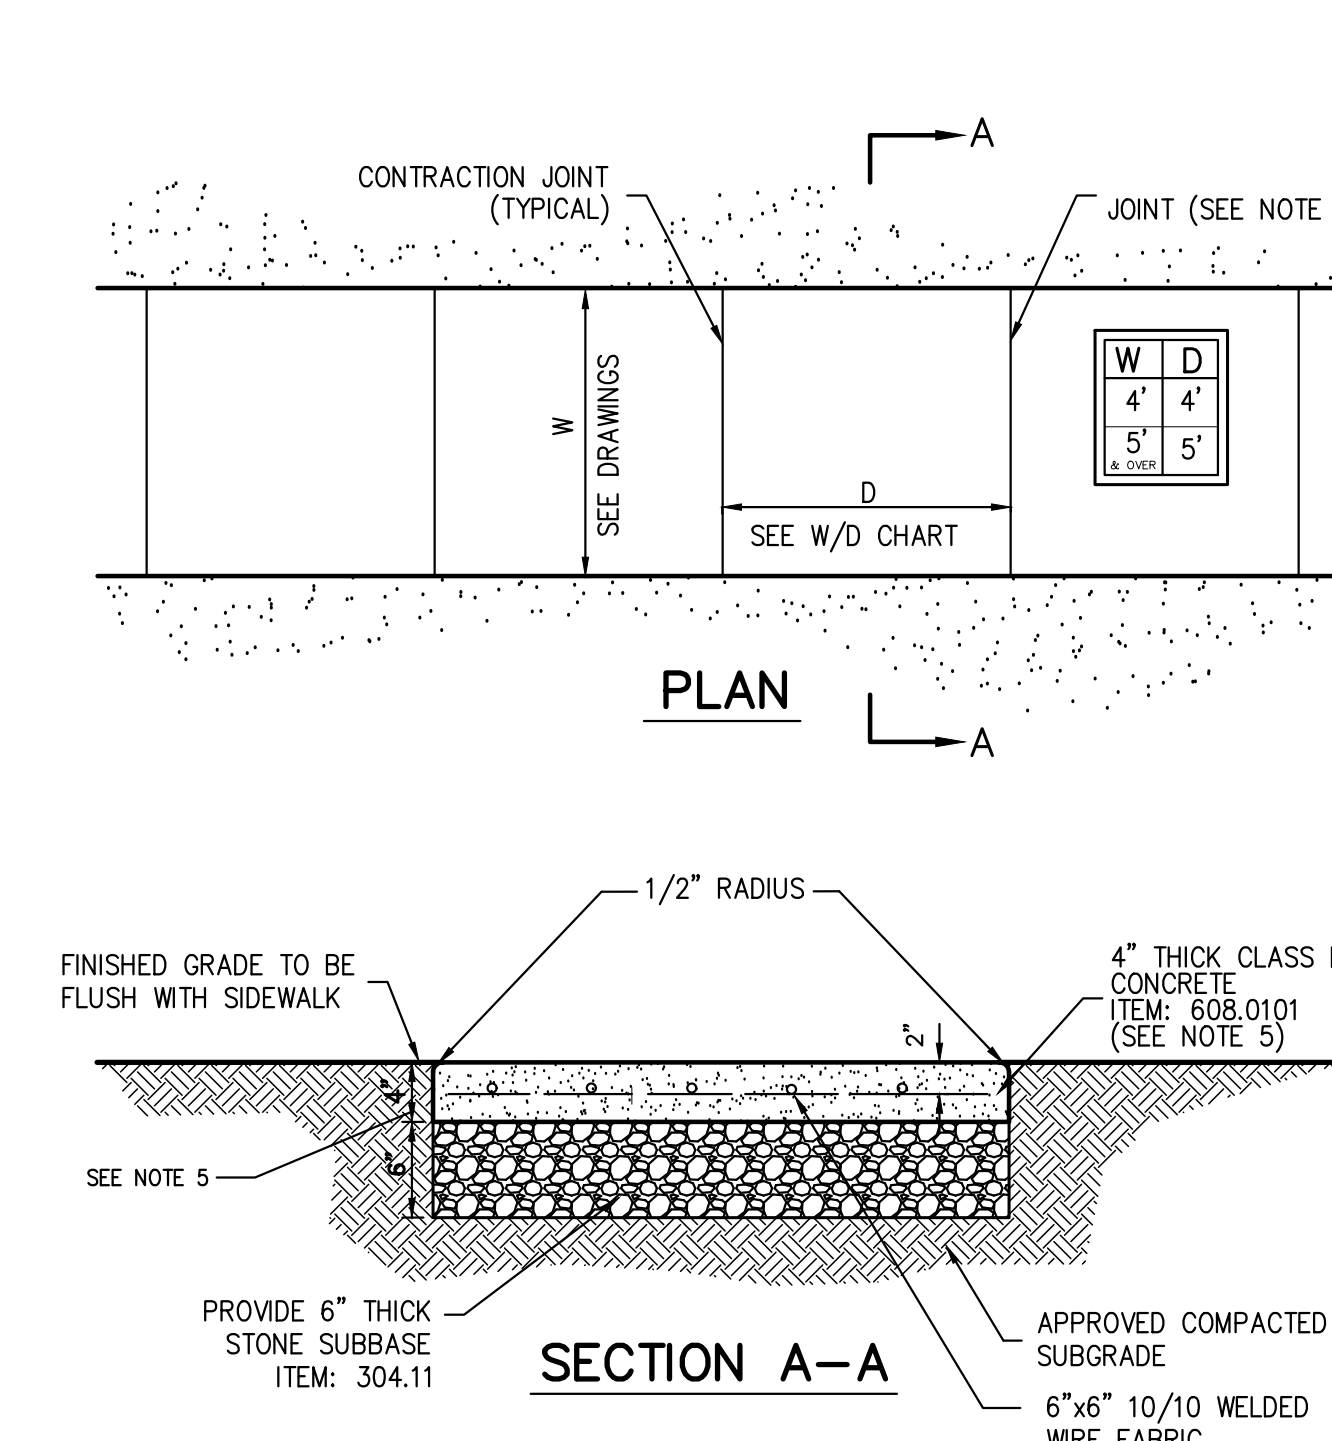 A
CONTRACTION JOINT
(TYPICAL)
JOINT (SEE NOTE
W
SEE DRAWINGS
W D
4' 4'
5' 5'
& OVER
D
SEE W/D CHART
PLAN
A
1/2" RADIUS
FINISHED GRADE TO BE
FLUSH WITH SIDEWALK
4" THICK CLASS
CONCRETE
ITEM: 608.0101
(SEE NOTE 5)
2"
4"
6"
SEE NOTE 5
PROVIDE 6" THICK
STONE SUBBASE
ITEM: 304.11
SECTION A-A
APPROVED COMPACTED
SUBGRADE
6"x6" 10/10 WELDED
WIRE FABRIC